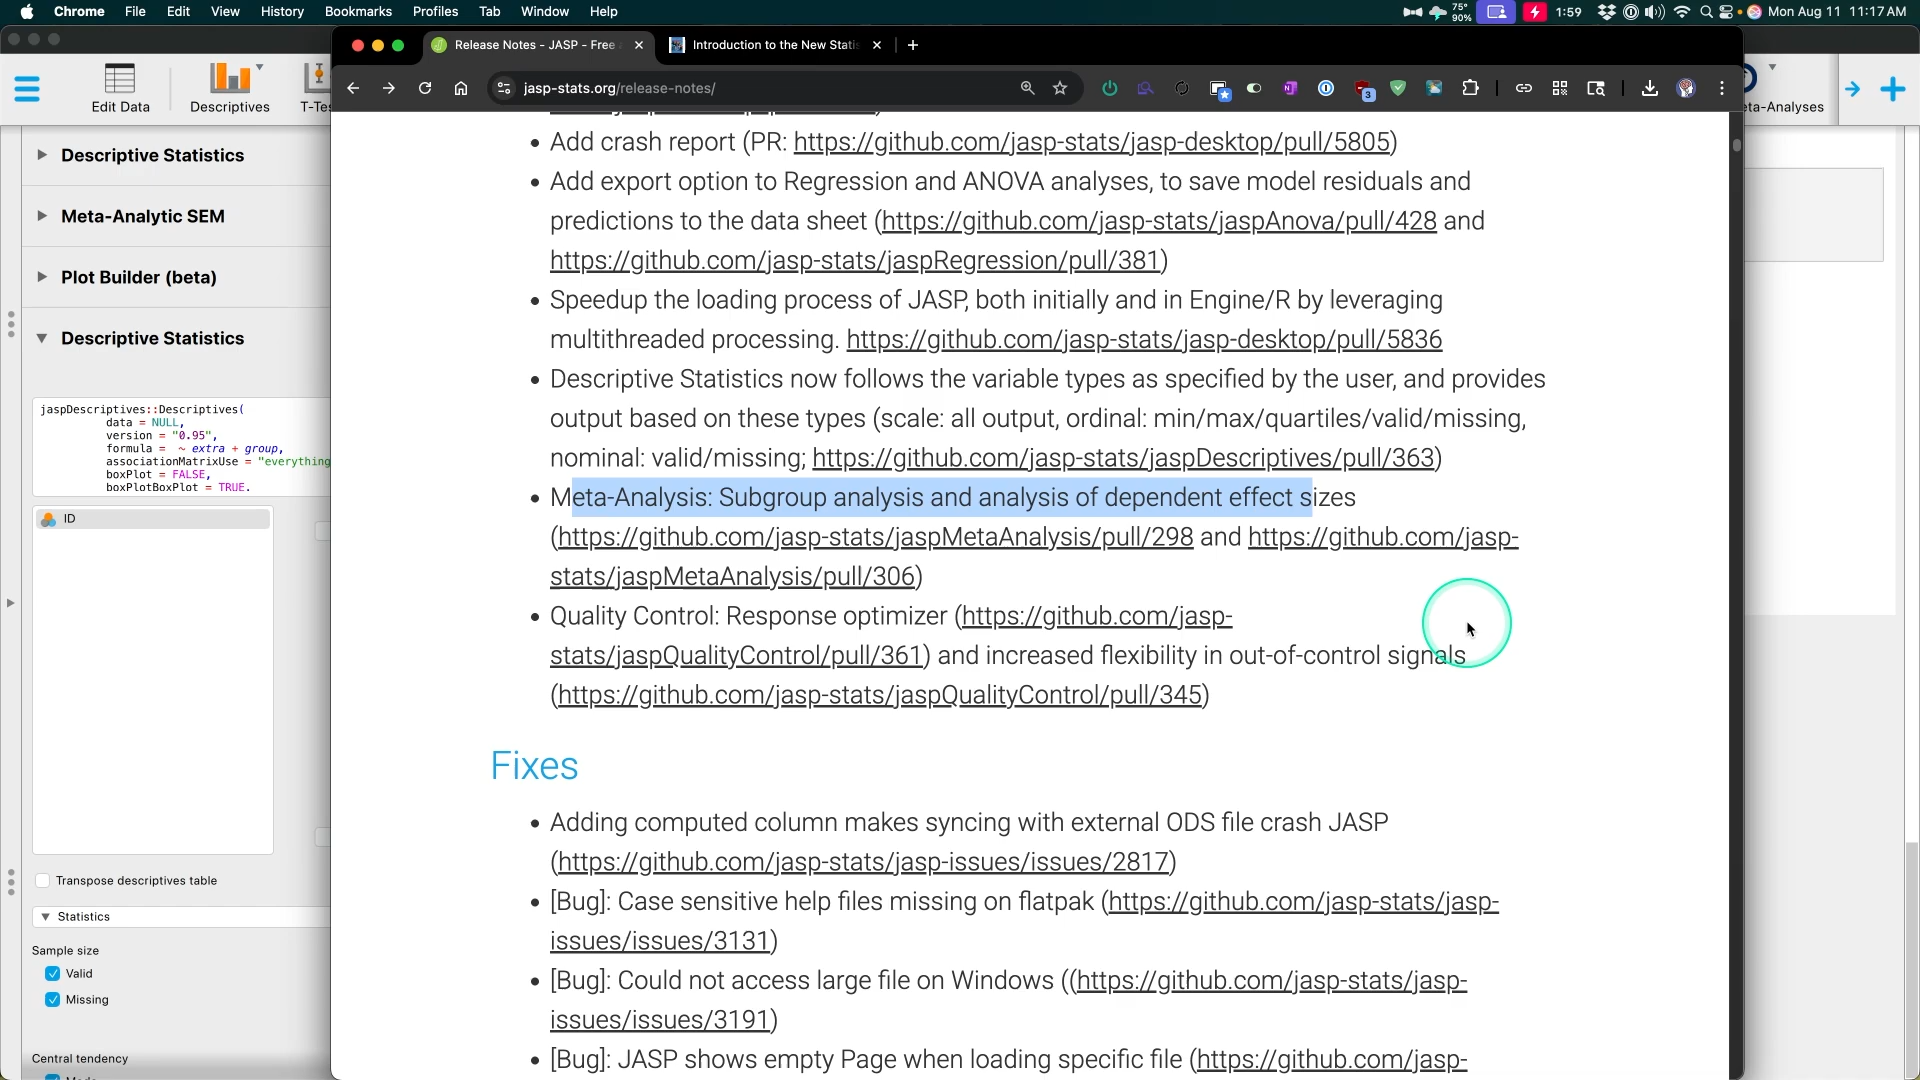 Chrome File Edit View History Bookmarks Profiles Tab Window Help
75° 90%
1:59
Mon Aug 11 11:17 AM
Release Notes - JASP - Free
Introduction to the New Stati
Edit Data
Descriptives
T-Tes
jasp-stats.org/release-notes/
3
eta-Analyses
Descriptive Statistics
Meta-Analytic SEM
Plot Builder (beta)
Descriptive Statistics
jaspDescriptives::Descriptives(
data = NULL,
version = "0.95",
formula = ~ extra + group,
associationMatrixUse = "everything
boxPlot = FALSE,
boxPlotBoxPlot = TRUE.
ID
Transpose descriptives table
Statistics
Sample size
Valid
Missing
Central tendency
Add crash report (PR: https://github.com/jasp-stats/jasp-desktop/pull/5805)
Add export option to Regression and ANOVA analyses, to save model residuals and
predictions to the data sheet (https://github.com/jasp-stats/jaspAnova/pull/428 and
https://github.com/jasp-stats/jaspRegression/pull/381)
Speedup the loading process of JASP, both initially and in Engine/R by leveraging
multithreaded processing. https://github.com/jasp-stats/jasp-desktop/pull/5836
Descriptive Statistics now follows the variable types as specified by the user, and provides
output based on these types (scale: all output, ordinal: min/max/quartiles/valid/missing,
nominal: valid/missing; https://github.com/jasp-stats/jaspDescriptives/pull/363)
Meta-Analysis: Subgroup analysis and analysis of dependent effect sizes
(https://github.com/jasp-stats/jaspMetaAnalysis/pull/298 and https://github.com/jasp-
stats/jaspMetaAnalysis/pull/306)
Quality Control: Response optimizer (https://github.com/jasp-
stats/jaspQualityControl/pull/361) and increased flexibility in out-of-control signals
(https://github.com/jasp-stats/jaspQualityControl/pull/345)
Fixes
Adding computed column makes syncing with external ODS file crash JASP
(https://github.com/jasp-stats/jasp-issues/issues/2817)
[Bug]: Case sensitive help files missing on flatpak (https://github.com/jasp-stats/jasp-
issues/issues/3131)
[Bug]: Could not access large file on Windows ((https://github.com/jasp-stats/jasp-
issues/issues/3191)
[Bug]: JASP shows empty Page when loading specific file (https://github.com/jasp-